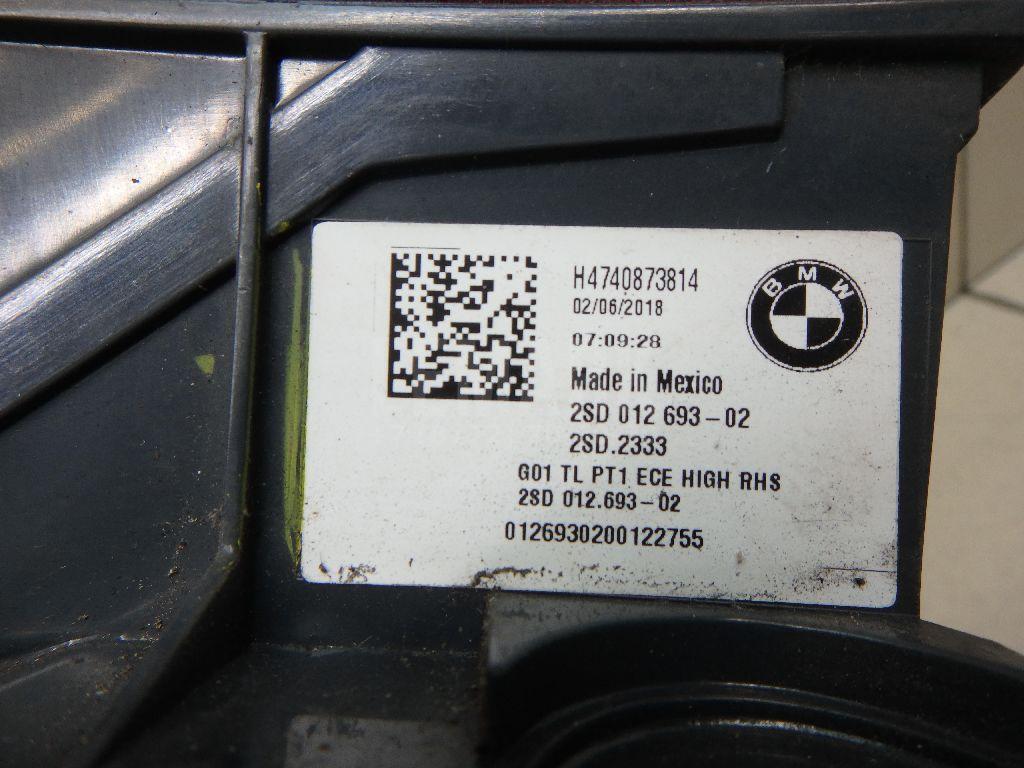 H4740873814
02/06/2018
07:09:28
BMW
Made in Mexico
2SD 012 693-02
2SD.2333
G01 TL PT1 ECE HIGH RHS
2SD 012.693-02
0126930200122755